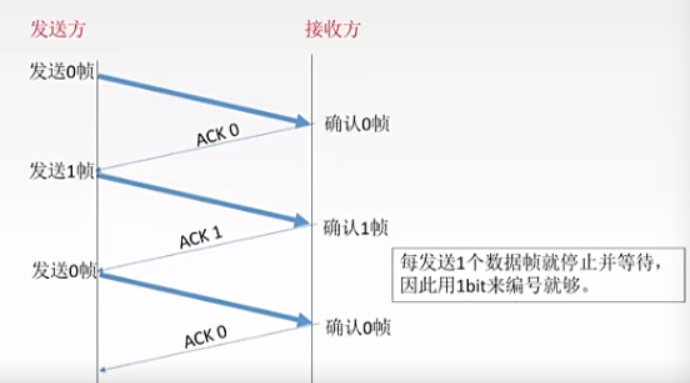 发送方
接收方
发送0帧
确认0帧
ACK 0
发送1帧
确认1帧
ACK 1
发送0帧
每发送1个数据帧就停止并等待，
因此用1bit来编号就够。
确认0帧
ACK 0